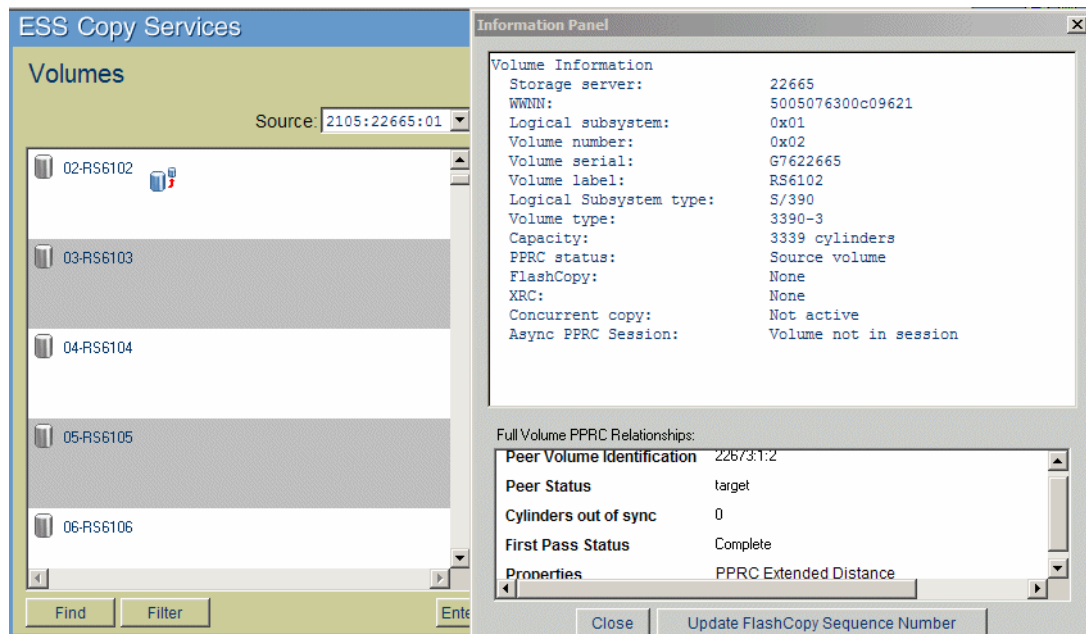 ESS Copy Services
Volumes
Source: 2105:22665:01
02-RS6102
03-RS6103
04-RS6104
05-RS6105
06-RS6106
Find
Filter
Ente
Information Panel
Volume Information
Storage server: 22665
WWNN: 5005076300c09621
Logical subsystem: 0x01
Volume number: 0x02
Volume serial: G7622665
Volume label: RS6102
Logical Subsystem type: S/390
Volume type: 3390-3
Capacity: 3339 cylinders
PPRC status: Source volume
FlashCopy: None
XRC: None
Concurrent copy: Not active
Async PPRC Session: Volume not in session
Full Volume PPRC Relationships:
Peer Volume Identification 22673:1:2
Peer Status target
Cylinders out of sync 0
First Pass Status Complete
Properties PPRC Extended Distance
Close
Update FlashCopy Sequence Number